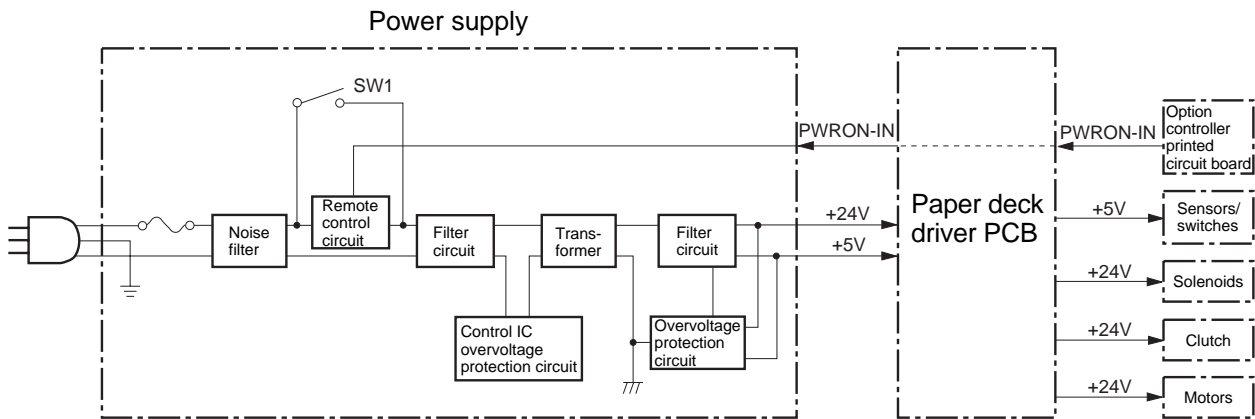 Power supply
SW1
PWRON-IN
PWRON-IN
Option
controller
printed
circuit board
Noise
filter
Remote
control
circuit
Filter
circuit
Trans-
former
Filter
circuit
+24V
+5V
Paper deck
driver PCB
+5V
Sensors/
switches
+24V
Solenoids
Control IC
overvoltage
protection circuit
Overvoltage
protection
circuit
+24V
Clutch
+24V
Motors